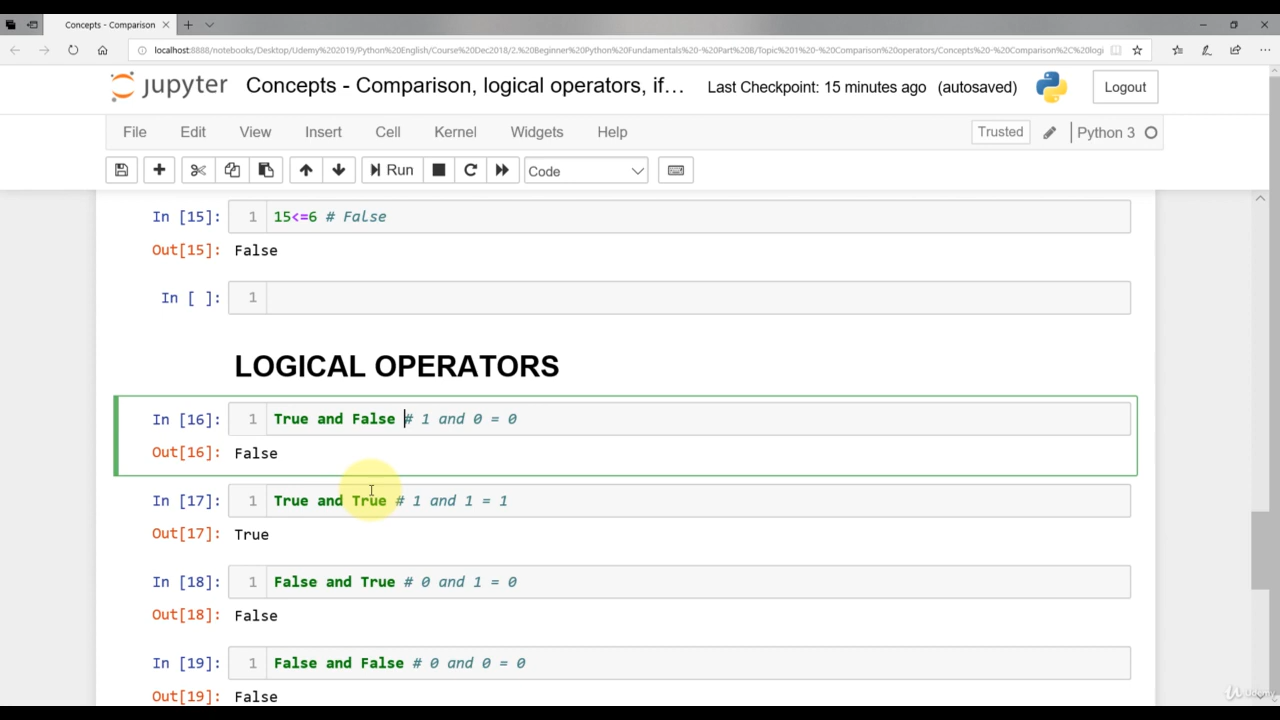 Concepts - Comparison
localhost:8888/notebooks/Desktop/Udemy%202019/Python%20English/Course%20Dec2018/2.%20Beginner%20Python%20Fundamentals%20-%20Part%20B/Topic%201%20-%20Comparison%20operators/Concepts%20-%20Comparison%2C%20logi
jupyter Concepts - Comparison, logical operators, if... Last Checkpoint: 15 minutes ago (autosaved) Logout
File Edit View Insert Cell Kernel Widgets Help Trusted Python 3
Run Code
In [15]: 1 15<=6 # False
Out[15]: False
In [ ]: 1
LOGICAL OPERATORS
In [16]: 1 True and False # 1 and 0 = 0
Out[16]: False
In [17]: 1 True and True # 1 and 1 = 1
Out[17]: True
In [18]: 1 False and True # 0 and 1 = 0
Out[18]: False
In [19]: 1 False and False # 0 and 0 = 0
Out[19]: False
Udemy